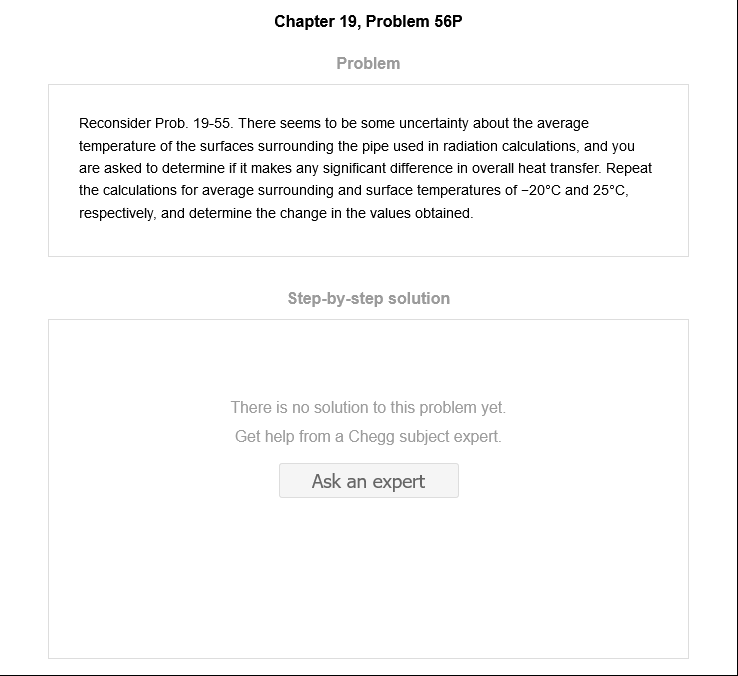 Chapter 19, Problem 56P
Problem
Reconsider Prob. 19-55. There seems to be some uncertainty about the average
temperature of the surfaces surrounding the pipe used in radiation calculations, and you
are asked to determine if it makes any significant difference in overall heat transfer. Repeat
the calculations for average surrounding and surface temperatures of −20°C and 25°C,
respectively, and determine the change in the values obtained.
Step-by-step solution
There is no solution to this problem yet.
Get help from a Chegg subject expert.
Ask an expert